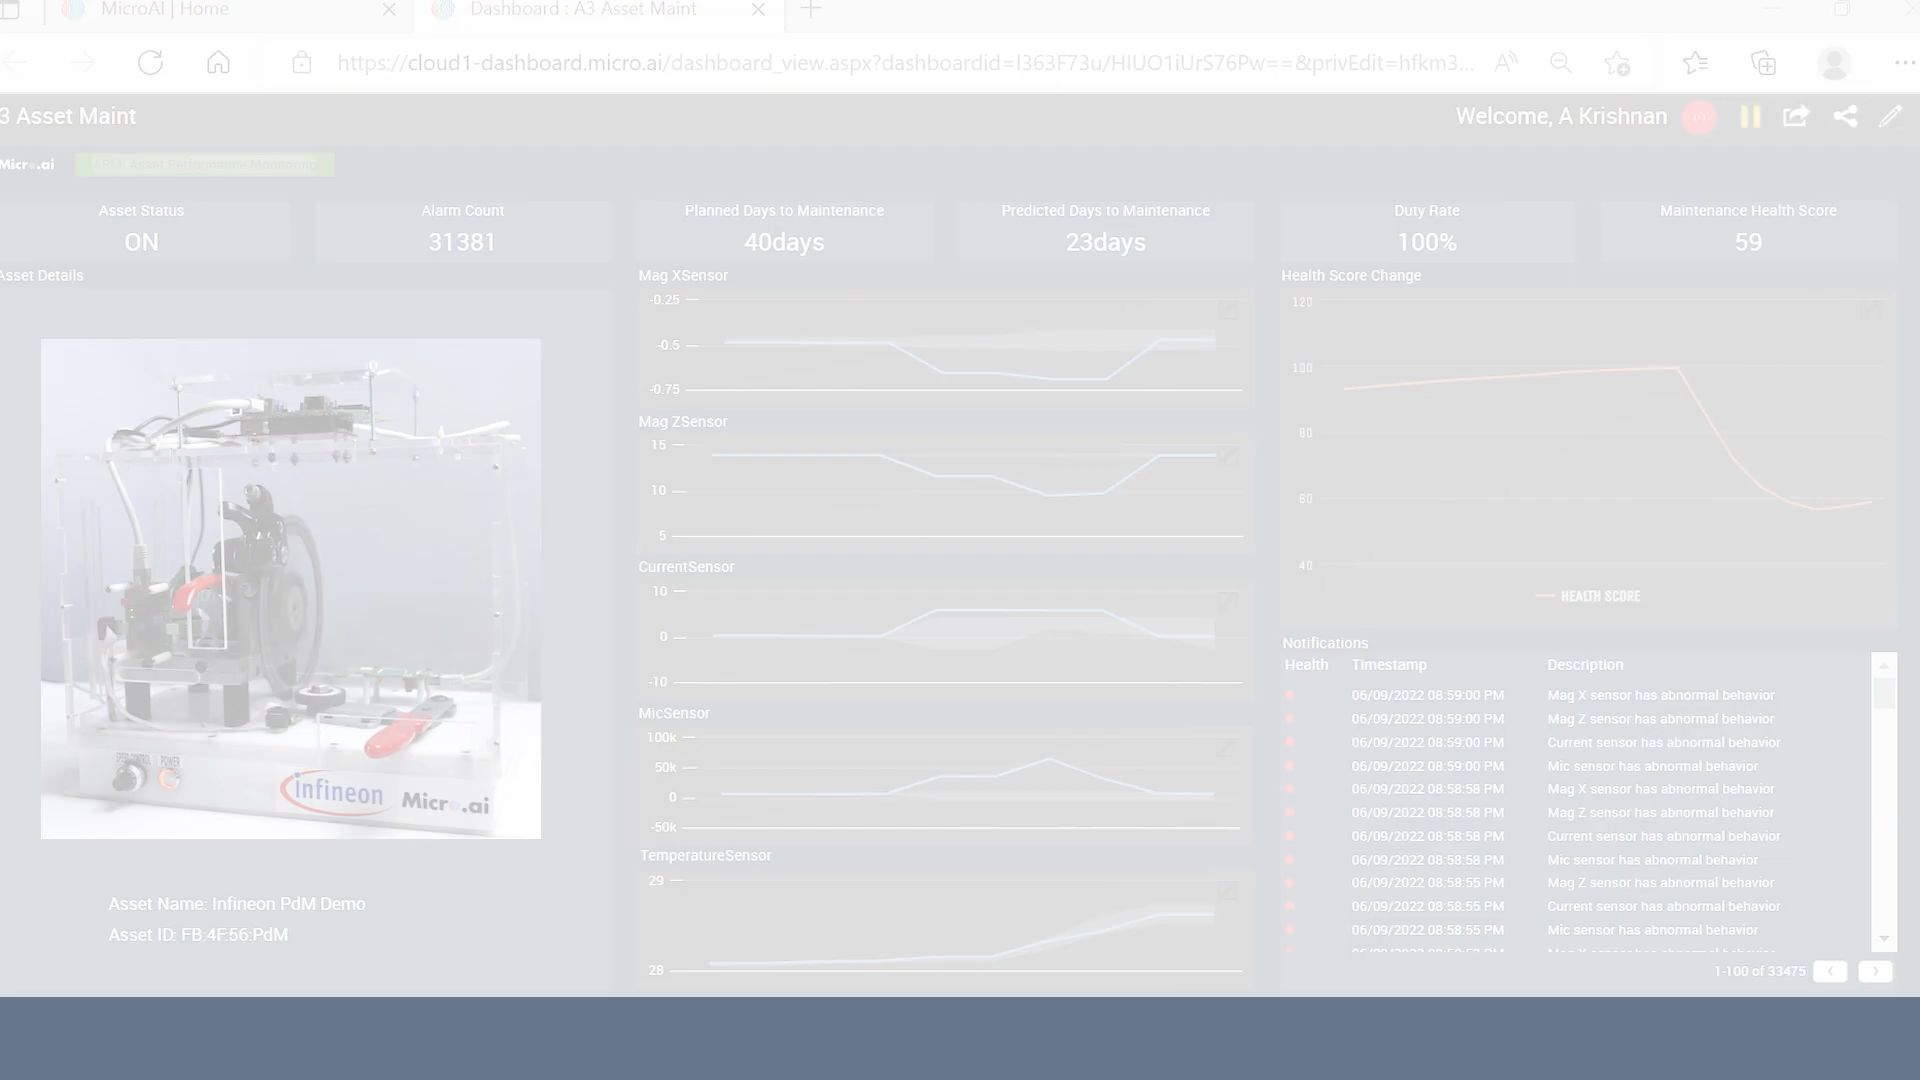 MicroAI | Home
Dashboard : A3 Asset Maint
https://cloud1-dashboard.micro.ai/dashboard_view.aspx?dashboardid=l363F73u/HIUO1iUrS76Pw==&privEdit=hfkm3...
3 Asset Maint
Welcome, A Krishnan
Micro.ai
APM: Asset Performance Monitoring
Asset Status
ON
Alarm Count
31381
Planned Days to Maintenance
40days
Predicted Days to Maintenance
23days
Duty Rate
100%
Maintenance Health Score
59
Asset Details
SPEED CONTROL
POWER
infineon
Micro.ai
Asset Name: Infineon PdM Demo
Asset ID: FB:4F:56:PdM
Mag XSensor
-0.25
-0.5
-0.75
Mag ZSensor
15
10
5
CurrentSensor
10
0
-10
MicSensor
100k
50k
0
-50k
TemperatureSensor
29
28
Health Score Change
120
100
80
60
40
HEALTH SCORE
Notifications
Health Timestamp Description
06/09/2022 08:59:00 PM Mag X sensor has abnormal behavior
06/09/2022 08:59:00 PM Mag Z sensor has abnormal behavior
06/09/2022 08:59:00 PM Current sensor has abnormal behavior
06/09/2022 08:59:00 PM Mic sensor has abnormal behavior
06/09/2022 08:58:58 PM Mag X sensor has abnormal behavior
06/09/2022 08:58:58 PM Mag Z sensor has abnormal behavior
06/09/2022 08:58:58 PM Current sensor has abnormal behavior
06/09/2022 08:58:58 PM Mic sensor has abnormal behavior
06/09/2022 08:58:55 PM Mag Z sensor has abnormal behavior
06/09/2022 08:58:55 PM Current sensor has abnormal behavior
06/09/2022 08:58:55 PM Mic sensor has abnormal behavior
1-100 of 33475